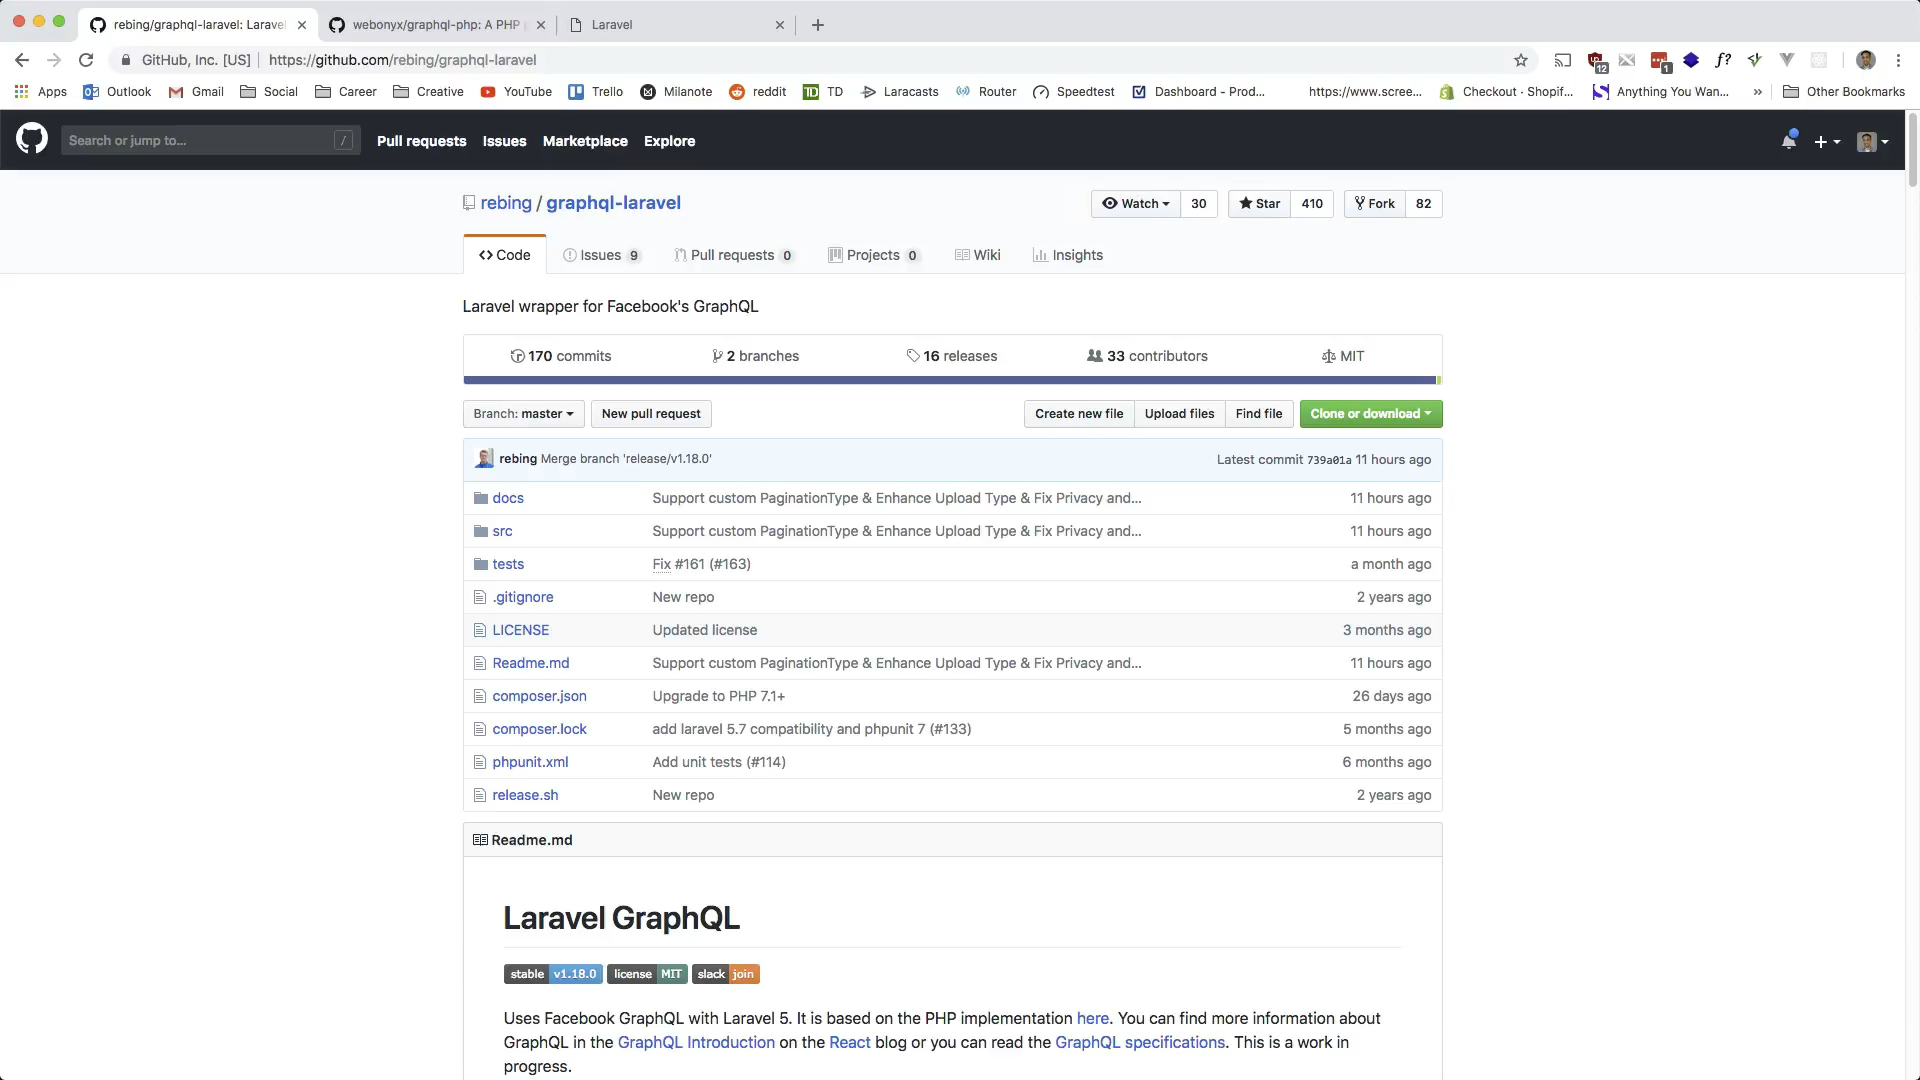 rebing/graphql-laravel: Larave
webonyx/graphql-php: A PHP
Laravel
GitHub, Inc. [US] https://github.com/rebing/graphql-laravel
12
1
f?
Apps Outlook Gmail Social Career Creative YouTube Trello Milanote reddit TD Laracasts Router Speedtest Dashboard - Prod... https://www.scree... Checkout · Shopif... Anything You Wan... » Other Bookmarks
Search or jump to... / Pull requests Issues Marketplace Explore
rebing / graphql-laravel Watch 30 Star 410 Fork 82
Code Issues 9 Pull requests 0 Projects 0 Wiki Insights
Laravel wrapper for Facebook's GraphQL
170 commits 2 branches 16 releases 33 contributors MIT
Branch: master New pull request Create new file Upload files Find file Clone or download
rebing Merge branch 'release/v1.18.0' Latest commit 739a01a 11 hours ago
docs Support custom PaginationType & Enhance Upload Type & Fix Privacy and... 11 hours ago
src Support custom PaginationType & Enhance Upload Type & Fix Privacy and... 11 hours ago
tests Fix #161 (#163) a month ago
.gitignore New repo 2 years ago
LICENSE Updated license 3 months ago
Readme.md Support custom PaginationType & Enhance Upload Type & Fix Privacy and... 11 hours ago
composer.json Upgrade to PHP 7.1+ 26 days ago
composer.lock add laravel 5.7 compatibility and phpunit 7 (#133) 5 months ago
phpunit.xml Add unit tests (#114) 6 months ago
release.sh New repo 2 years ago
Readme.md
Laravel GraphQL
stable v1.18.0 license MIT slack join
Uses Facebook GraphQL with Laravel 5. It is based on the PHP implementation here. You can find more information about
GraphQL in the GraphQL Introduction on the React blog or you can read the GraphQL specifications. This is a work in
progress.